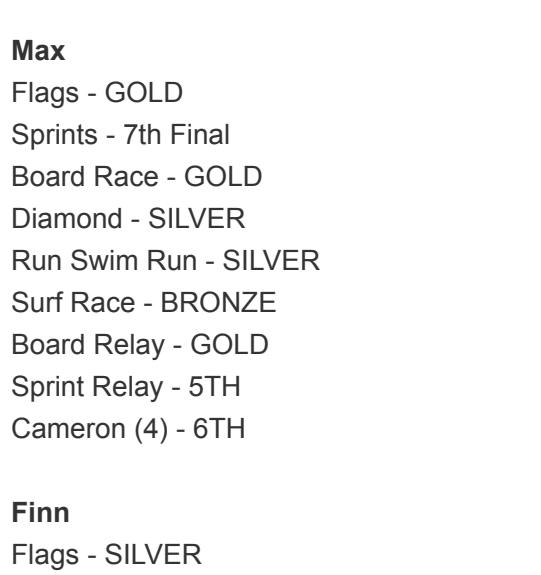 Max
Flags - GOLD
Sprints - 7th Final
Board Race - GOLD
Diamond - SILVER
Run Swim Run - SILVER
Surf Race - BRONZE
Board Relay - GOLD
Sprint Relay - 5TH
Cameron (4) - 6TH
Finn
Flags - SILVER